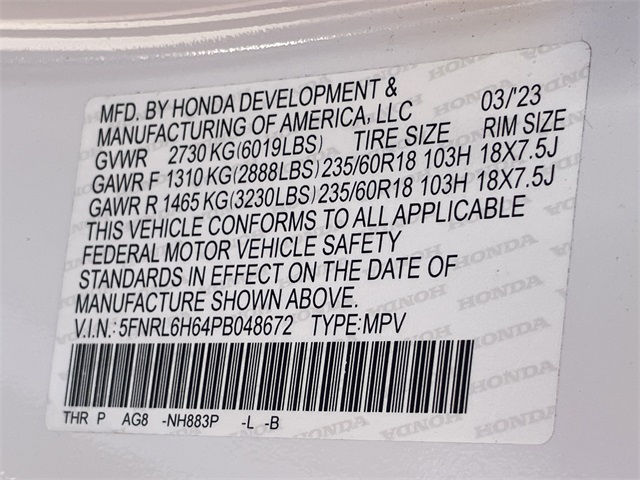 MFD. BY HONDA DEVELOPMENT &
MANUFACTURING OF AMERICA, LLC 03/'23
GVWR 2730 KG(6019LBS) TIRE SIZE RIM SIZE
GAWR F 1310 KG(2888LBS) 235/60R18 103H 18X7.5J
GAWR R 1465 KG(3230LBS) 235/60R18 103H 18X7.5J
THIS VEHICLE CONFORMS TO ALL APPLICABLE
FEDERAL MOTOR VEHICLE SAFETY
STANDARDS IN EFFECT ON THE DATE OF
MANUFACTURE SHOWN ABOVE.
V.I.N.: 5FNRL6H64PB048672 TYPE: MPV
THR P AG8 -NH883P -L -B